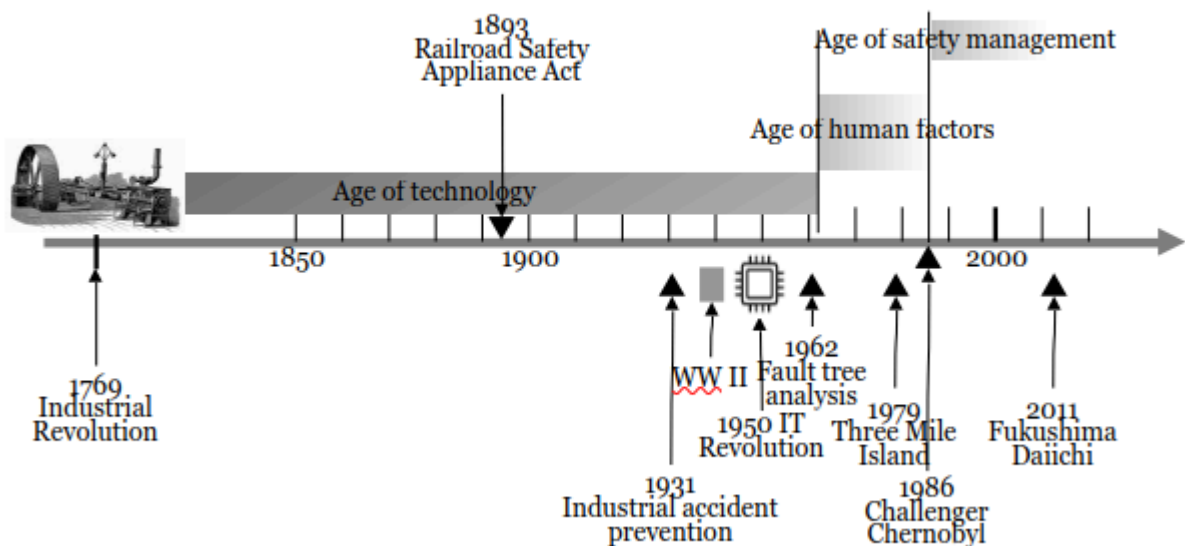 1893
Railroad Safety
Appliance Act
Age of safety management
Age of human factors
Age of technology
1850
1900
2000
1769
Industrial
Revolution
WW II
1962
Fault tree
analysis
1950 IT
Revolution
1979
Three Mile
Island
2011
Fukushima
Daiichi
1931
Industrial accident
prevention
1986
Challenger
Chernobyl